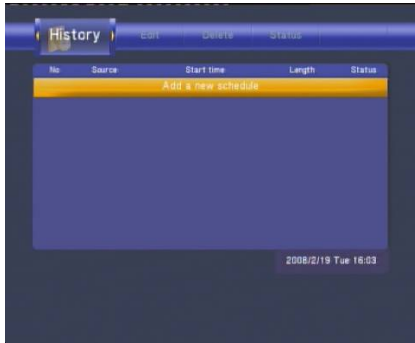 History Edit Delete Status
No Source Start time Length Status
Add a new schedule
2008/2/19 Tue 16:03